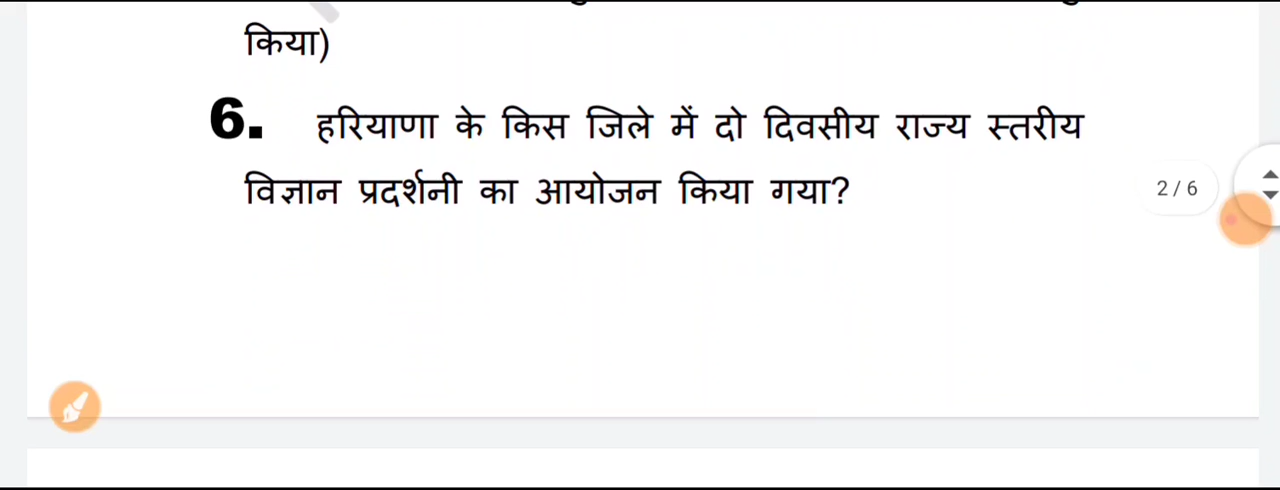 किया)
6. हरियाणा के किस जिले में दो दिवसीय राज्य स्तरीय
विज्ञान प्रदर्शनी का आयोजन किया गया?
2 / 6